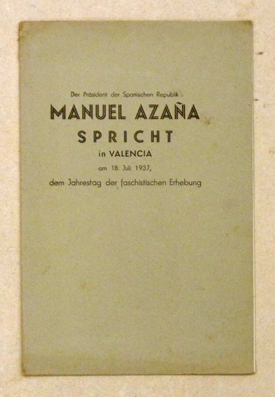 Der Präsident der Spanischen Republik
MANUEL AZAÑA
SPRICHT
in VALENCIA
am 18. Juli 1937,
dem Jahrestag der faschistischen Erhebung